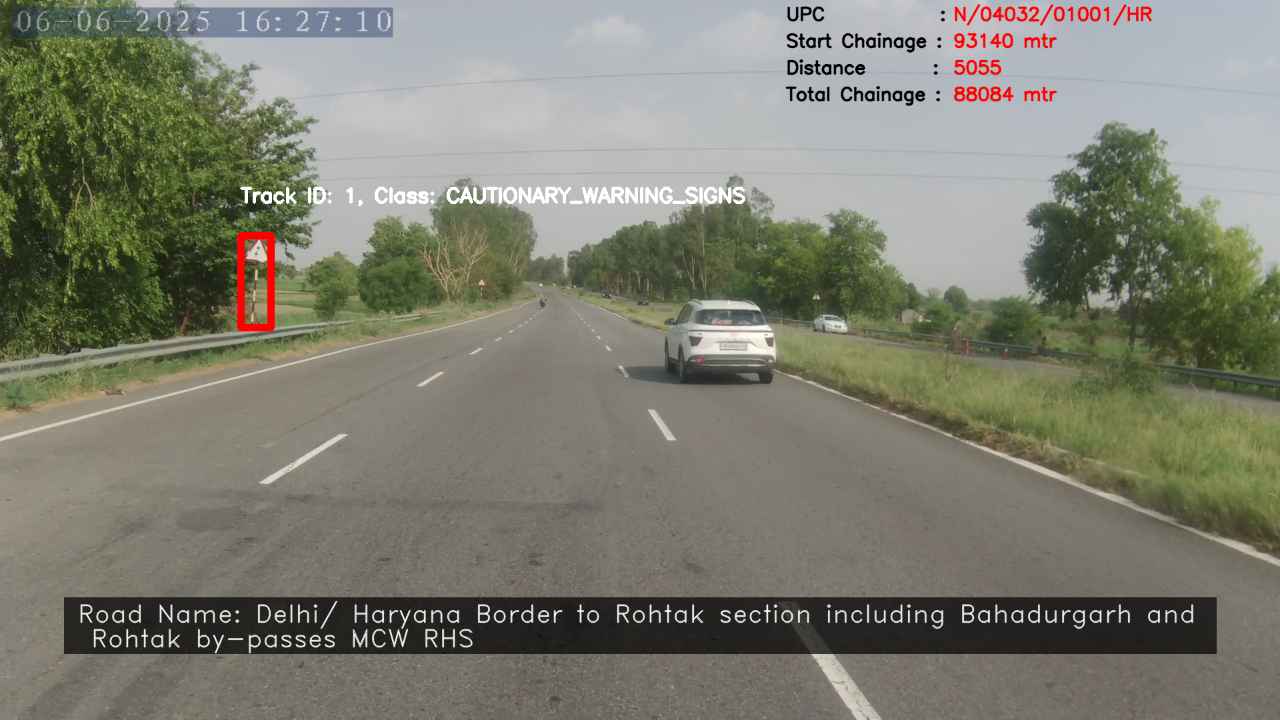 06-06-2025 16:27:10
UPC : N/04032/01001/HR
Start Chainage : 93140 mtr
Distance : 5055
Total Chainage : 88084 mtr
Track ID: 1, Class: CAUTIONARY_WARNING_SIGNS
Road Name: Delhi/ Haryana Border to Rohtak section including Bahadurgarh and
Rohtak by-passes MCW RHS